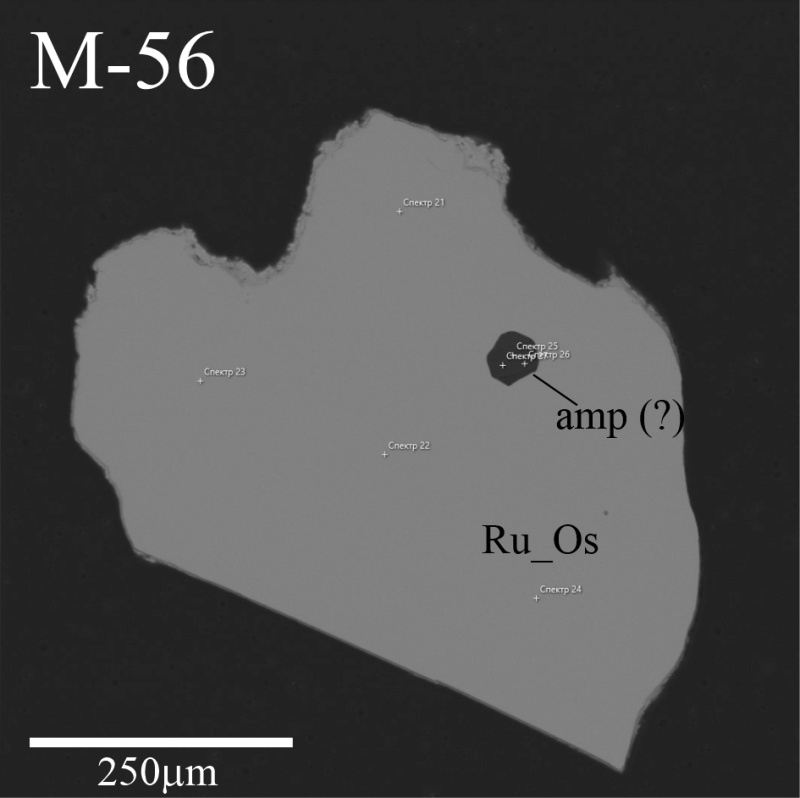 M-56
Спектр 21
Спектр 25
Спектр 26
Спектр 23
amp (?)
Спектр 22
Ru_Os
Спектр 24
250μm